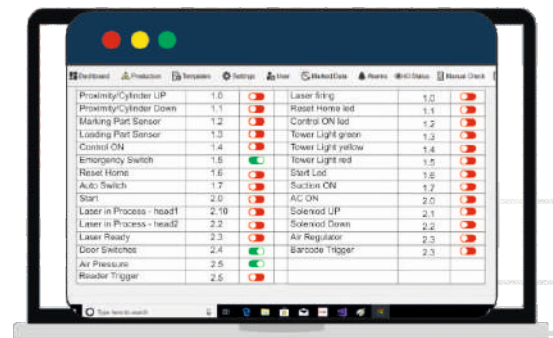 Dashboard Production Templates Settings User Marked Data Alarms IO Status Manual Check
Proximity/Cylinder UP 1.0 Laser firing 1.0
Proximity/Cylinder Down 1.1 Reset Home led 1.1
Marking Part Sensor 1.2 Control ON led 1.2
Loading Part Sensor 1.3 Tower Light green 1.3
Control ON 1.4 Tower Light yellow 1.4
Emergency Switch 1.5 Tower Light red 1.5
Reset Home 1.6 Start Led 1.6
Auto Switch 1.7 Suction ON 1.7
Start 2.0 AC ON 2.0
Laser in Process - head1 2.10 Solemiod UP 2.1
Laser in Process - head2 2.2 Solemiod Down 2.2
Laser Ready 2.3 Air Regulator 2.3
Door Switches 2.4 Barcode Trigger 2.3
Air Pressure 2.5
Reader Trigger 2.5
Type here to search